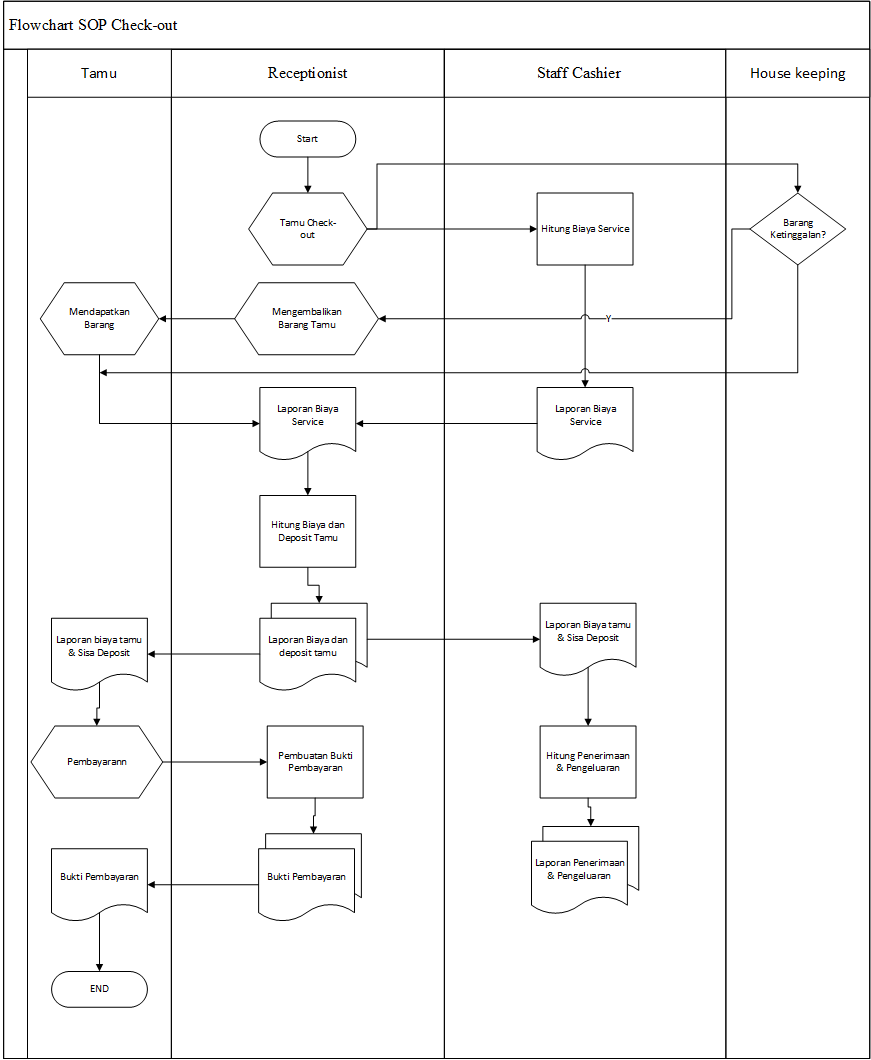 Flowchart SOP Check-out
Tamu
Receptionist
Staff Cashier
House keeping
Start
Tamu Check-
out
Hitung Biaya Service
Barang
Ketinggalan?
Mendapatkan
Barang
Mengembalikan
Barang Tamu
Y
Laporan Biaya
Service
Laporan Biaya
Service
Hitung Biaya dan
Deposit Tamu
Laporan biaya tamu
& Sisa Deposit
Laporan Biaya dan
deposit tamu
Laporan Biaya tamu
& Sisa Deposit
Pembayarann
Pembuatan Bukti
Pembayaran
Hitung Penerimaan
& Pengeluaran
Bukti Pembayaran
Bukti Pembayaran
Laporan Penerimaan
& Pengeluaran
END